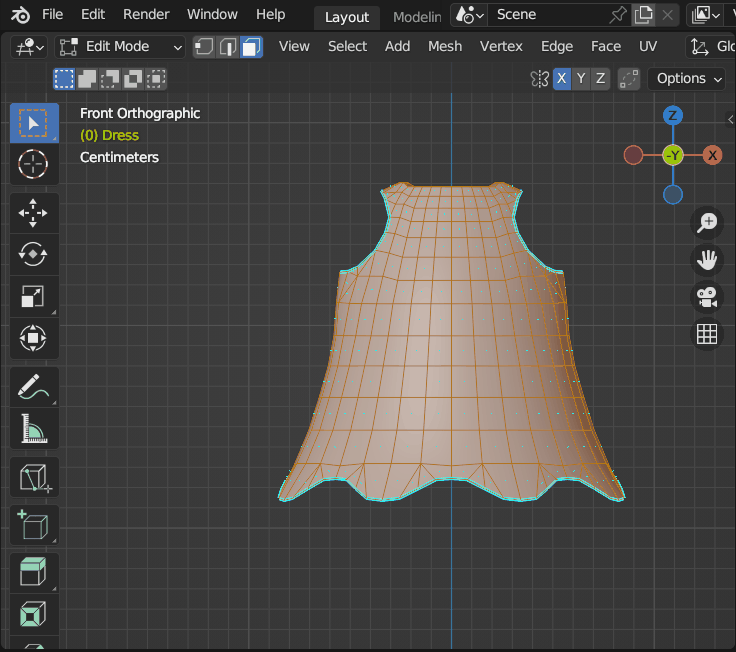 File Edit Render Window Help Layout Modelin Scene
Edit Mode View Select Add Mesh Vertex Edge Face UV Glo
X Y Z Options
Front Orthographic
(0) Dress
Centimeters
Z
-Y X